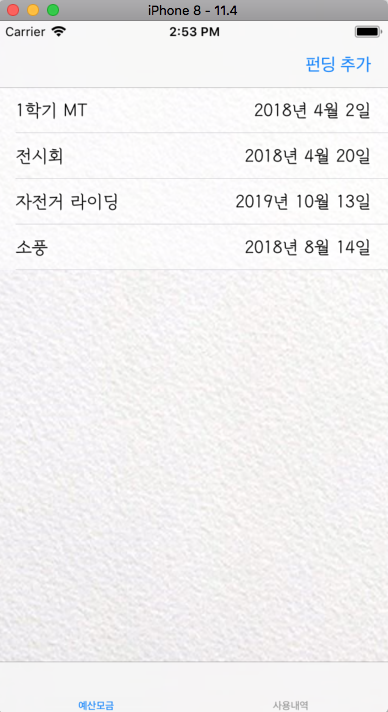 iPhone 8 - 11.4
Carrier 2:53 PM
펀딩 추가
1학기 MT 2018년 4월 2일
전시회 2018년 4월 20일
자전거 라이딩 2019년 10월 13일
소풍 2018년 8월 14일
예산모금 사용내역